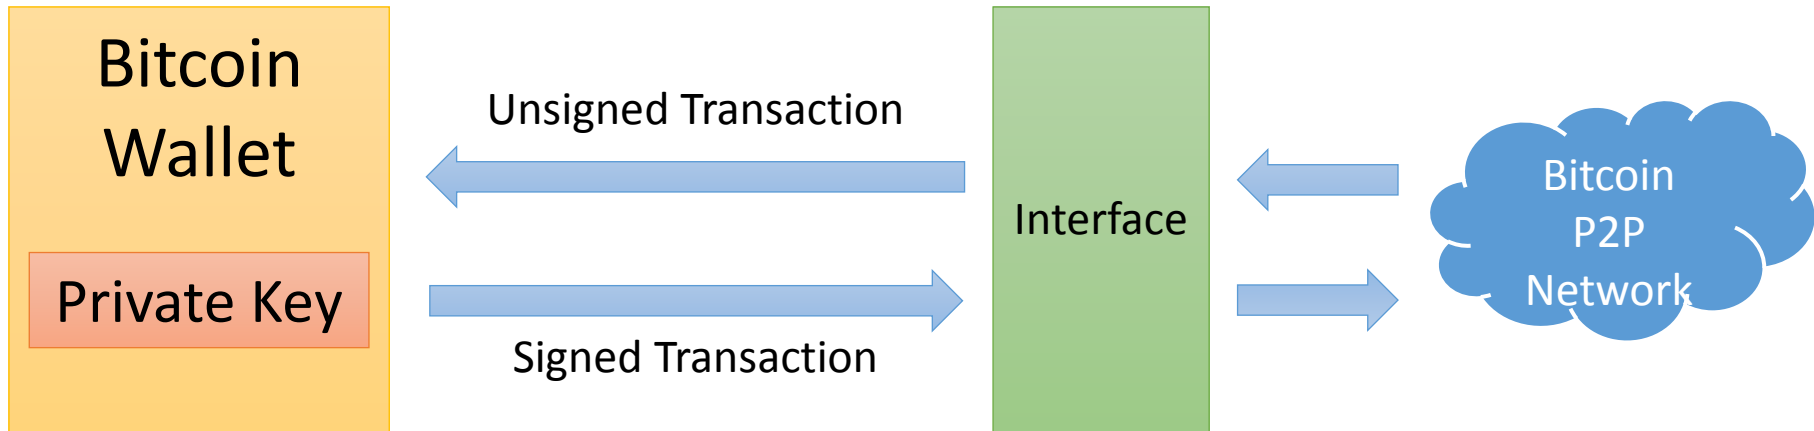 Bitcoin
Wallet
Private Key
Unsigned Transaction
Signed Transaction
Interface
Bitcoin
P2P
Network